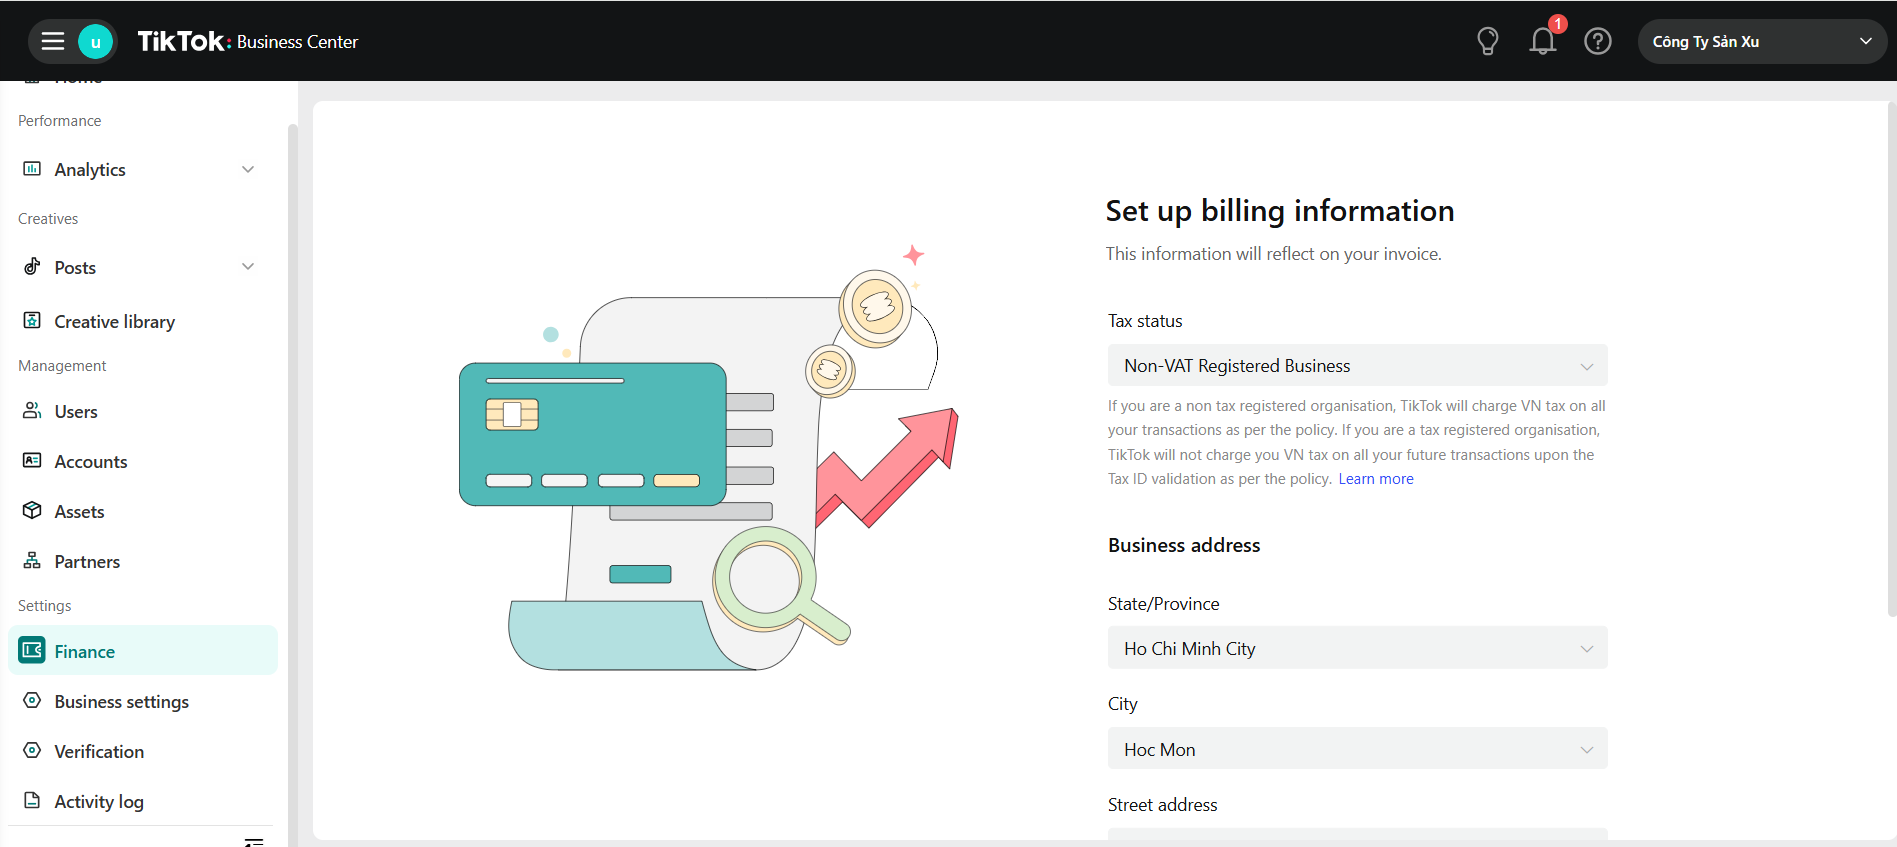 u
TikTok: Business Center
1
Công Ty Sản Xu
Home
Performance
Analytics
Creatives
Posts
Creative library
Management
Users
Accounts
Assets
Partners
Settings
Finance
Business settings
Verification
Activity log
Set up billing information
This information will reflect on your invoice.
Tax status
Non-VAT Registered Business
If you are a non tax registered organisation, TikTok will charge VN tax on all
your transactions as per the policy. If you are a tax registered organisation,
TikTok will not charge you VN tax on all your future transactions upon the
Tax ID validation as per the policy. Learn more
Business address
State/Province
Ho Chi Minh City
City
Hoc Mon
Street address